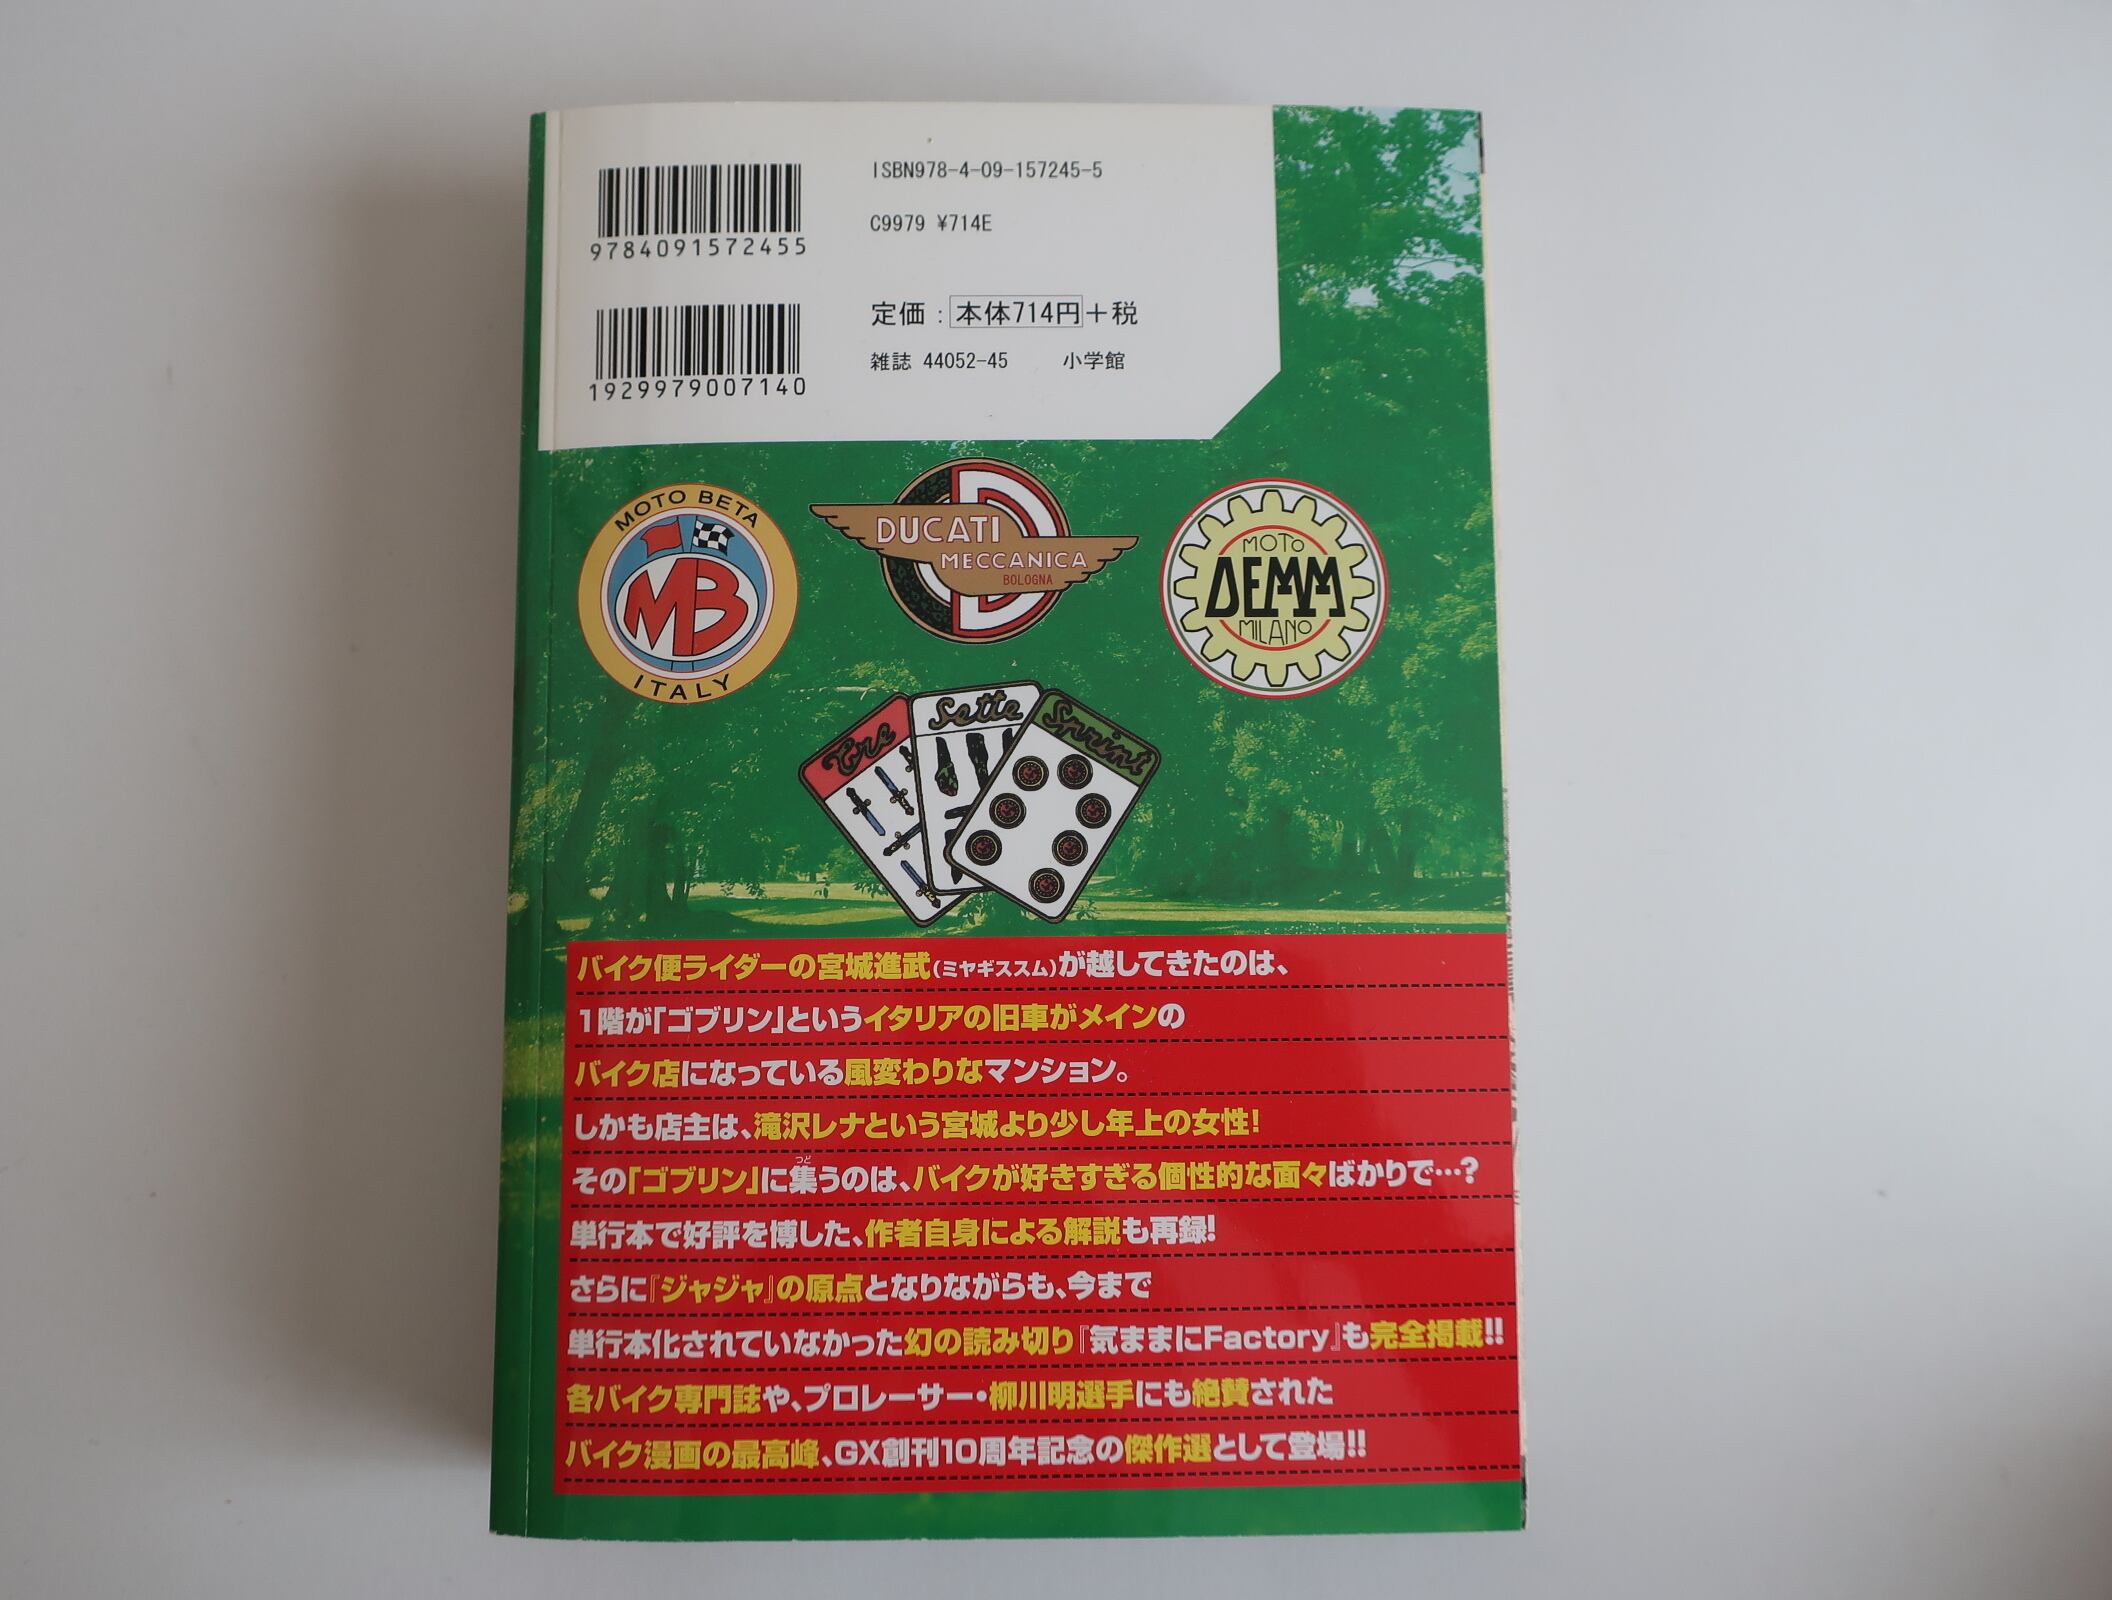 9784091572455
ISBN978-4-09-157245-5
C9979 ¥714E
1929979007140
定価：本体714円＋税
雑誌 44052-45 小学館
MOTO BETA
MB
ITALY
DUCATI
MECCANICA
BOLOGNA
MOTO
DEMM
MILANO
Tre
Sette
Sprint
バイク便ライダーの宮城進武(ミヤギススム)が越してきたのは、
1階が「ゴブリン」というイタリアの旧車がメインの
バイク店になっている風変わりなマンション。
しかも店主は、滝沢レナという宮城より少し年上の女性!
つど
その「ゴブリン」に集うのは、バイクが好きすぎる個性的な面々ばかりで…?
単行本で好評を博した、作者自身による解説も再録!
さらに『ジャジャ』の原点となりながらも、今まで
単行本化されていなかった幻の読み切り『気ままにFactory』も完全掲載!!
各バイク専門誌や、プロレーサー・柳川明選手にも絶賛された
バイク漫画の最高峰、GX創刊10周年記念の傑作選として登場!!